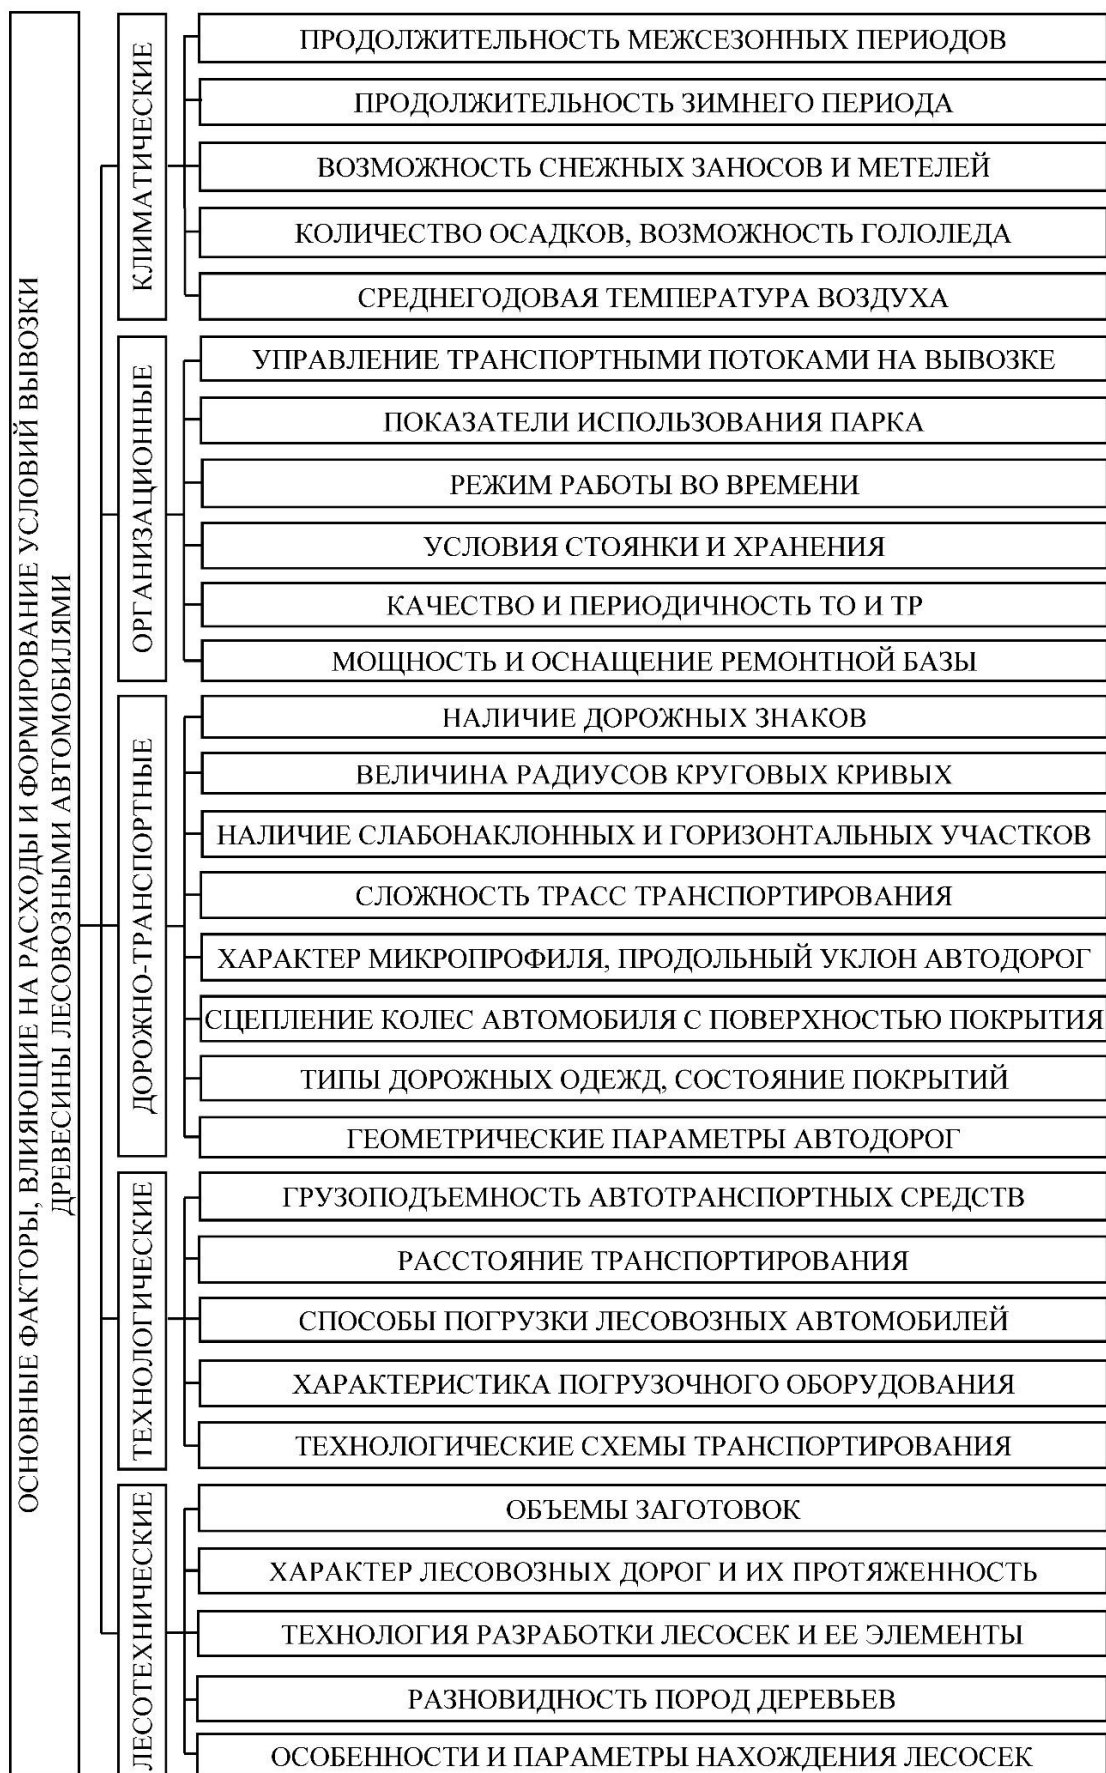 ОСНОВНЫЕ ФАКТОРЫ, ВЛИЯЮЩИЕ НА РАСХОДЫ И ФОРМИРОВАНИЕ УСЛОВИЙ ВЫВОЗКИ
ДРЕВЕСИНЫ ЛЕСОВОЗНЫМИ АВТОМОБИЛЯМИ
КЛИМАТИЧЕСКИЕ
ПРОДОЛЖИТЕЛЬНОСТЬ МЕЖСЕЗОННЫХ ПЕРИОДОВ
ПРОДОЛЖИТЕЛЬНОСТЬ ЗИМНЕГО ПЕРИОДА
ВОЗМОЖНОСТЬ СНЕЖНЫХ ЗАНОСОВ И МЕТЕЛЕЙ
КОЛИЧЕСТВО ОСАДКОВ, ВОЗМОЖНОСТЬ ГОЛОЛЕДА
СРЕДНЕГОДОВАЯ ТЕМПЕРАТУРА ВОЗДУХА
ОРГАНИЗАЦИОННЫЕ
УПРАВЛЕНИЕ ТРАНСПОРТНЫМИ ПОТОКАМИ НА ВЫВОЗКЕ
ПОКАЗАТЕЛИ ИСПОЛЬЗОВАНИЯ ПАРКА
РЕЖИМ РАБОТЫ ВО ВРЕМЕНИ
УСЛОВИЯ СТОЯНКИ И ХРАНЕНИЯ
КАЧЕСТВО И ПЕРИОДИЧНОСТЬ ТО И ТР
МОЩНОСТЬ И ОСНАЩЕНИЕ РЕМОНТНОЙ БАЗЫ
ДОРОЖНО-ТРАНСПОРТНЫЕ
НАЛИЧИЕ ДОРОЖНЫХ ЗНАКОВ
ВЕЛИЧИНА РАДИУСОВ КРУГОВЫХ КРИВЫХ
НАЛИЧИЕ СЛАБОНАКЛОННЫХ И ГОРИЗОНТАЛЬНЫХ УЧАСТКОВ
СЛОЖНОСТЬ ТРАСС ТРАНСПОРТИРОВАНИЯ
ХАРАКТЕР МИКРОПРОФИЛЯ, ПРОДОЛЬНЫЙ УКЛОН АВТОДОРОГ
СЦЕПЛЕНИЕ КОЛЕС АВТОМОБИЛЯ С ПОВЕРХНОСТЬЮ ПОКРЫТИЯ
ТИПЫ ДОРОЖНЫХ ОДЕЖД, СОСТОЯНИЕ ПОКРЫТИЙ
ГЕОМЕТРИЧЕСКИЕ ПАРАМЕТРЫ АВТОДОРОГ
ТЕХНОЛОГИЧЕСКИЕ
ГРУЗОПОДЪЕМНОСТЬ АВТОТРАНСПОРТНЫХ СРЕДСТВ
РАССТОЯНИЕ ТРАНСПОРТИРОВАНИЯ
СПОСОБЫ ПОГРУЗКИ ЛЕСОВОЗНЫХ АВТОМОБИЛЕЙ
ХАРАКТЕРИСТИКА ПОГРУЗОЧНОГО ОБОРУДОВАНИЯ
ТЕХНОЛОГИЧЕСКИЕ СХЕМЫ ТРАНСПОРТИРОВАНИЯ
ЛЕСОТЕХНИЧЕСКИЕ
ОБЪЕМЫ ЗАГОТОВОК
ХАРАКТЕР ЛЕСОВОЗНЫХ ДОРОГ И ИХ ПРОТЯЖЕННОСТЬ
ТЕХНОЛОГИЯ РАЗРАБОТКИ ЛЕСОСЕК И ЕЕ ЭЛЕМЕНТЫ
РАЗНОВИДНОСТЬ ПОРОД ДЕРЕВЬЕВ
ОСОБЕННОСТИ И ПАРАМЕТРЫ НАХОЖДЕНИЯ ЛЕСОСЕК